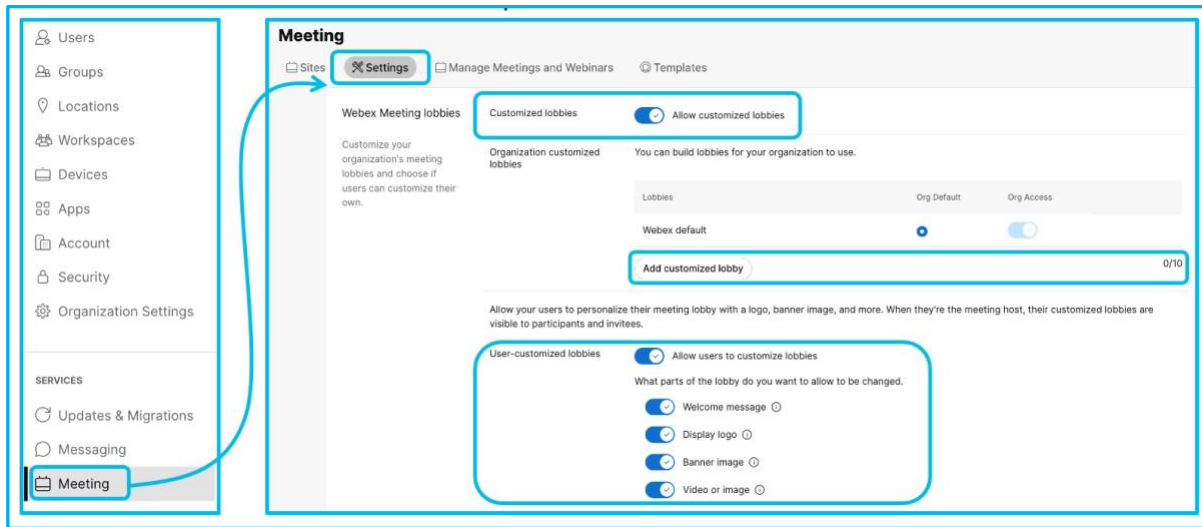 Users
Groups
Locations
Workspaces
Devices
Apps
Account
Security
Organization Settings
SERVICES
Updates & Migrations
Messaging
Meeting
Meeting
Sites
Settings
Manage Meetings and Webinars
Templates
Webex Meeting lobbies
Customize your
organization's meeting
lobbies and choose if
users can customize their
own.
Customized lobbies
Allow customized lobbies
Organization customized
lobbies
You can build lobbies for your organization to use.
Lobbies
Org Default
Org Access
Webex default
Add customized lobby
0/10
Allow your users to personalize their meeting lobby with a logo, banner image, and more. When they're the meeting host, their customized lobbies are
visible to participants and invitees.
User-customized lobbies
Allow users to customize lobbies
What parts of the lobby do you want to allow to be changed.
Welcome message
Display logo
Banner image
Video or image